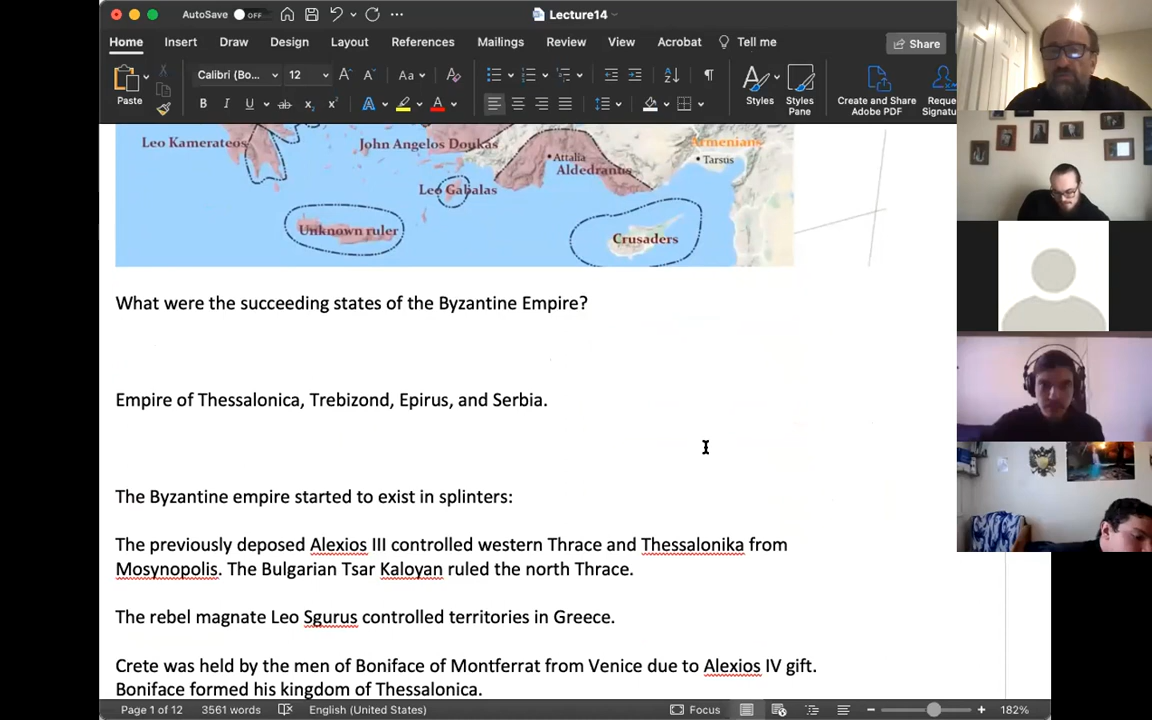 AutoSave OFF
Lecture14
Home Insert Draw Design Layout References Mailings Review View Acrobat Tell me Share
Paste
Calibri (Bo... 12
Aa
Styles
Styles Pane
Create and Share Adobe PDF
Reque Signatu
Leo Kamerateos
John Angelos Doukas
Armenians
Attalia
Tarsus
Aldedrantis
Leo Gabalas
Unknown ruler
Crusaders
What were the succeeding states of the Byzantine Empire?
Empire of Thessalonica, Trebizond, Epirus, and Serbia.
The Byzantine empire started to exist in splinters:
The previously deposed Alexios III controlled western Thrace and Thessalonika from
Mosynopolis. The Bulgarian Tsar Kaloyan ruled the north Thrace.
The rebel magnate Leo Sgurus controlled territories in Greece.
Crete was held by the men of Boniface of Montferrat from Venice due to Alexios IV gift.
Boniface formed his kingdom of Thessalonica.
Page 1 of 12 3561 words English (United States) Focus 182%